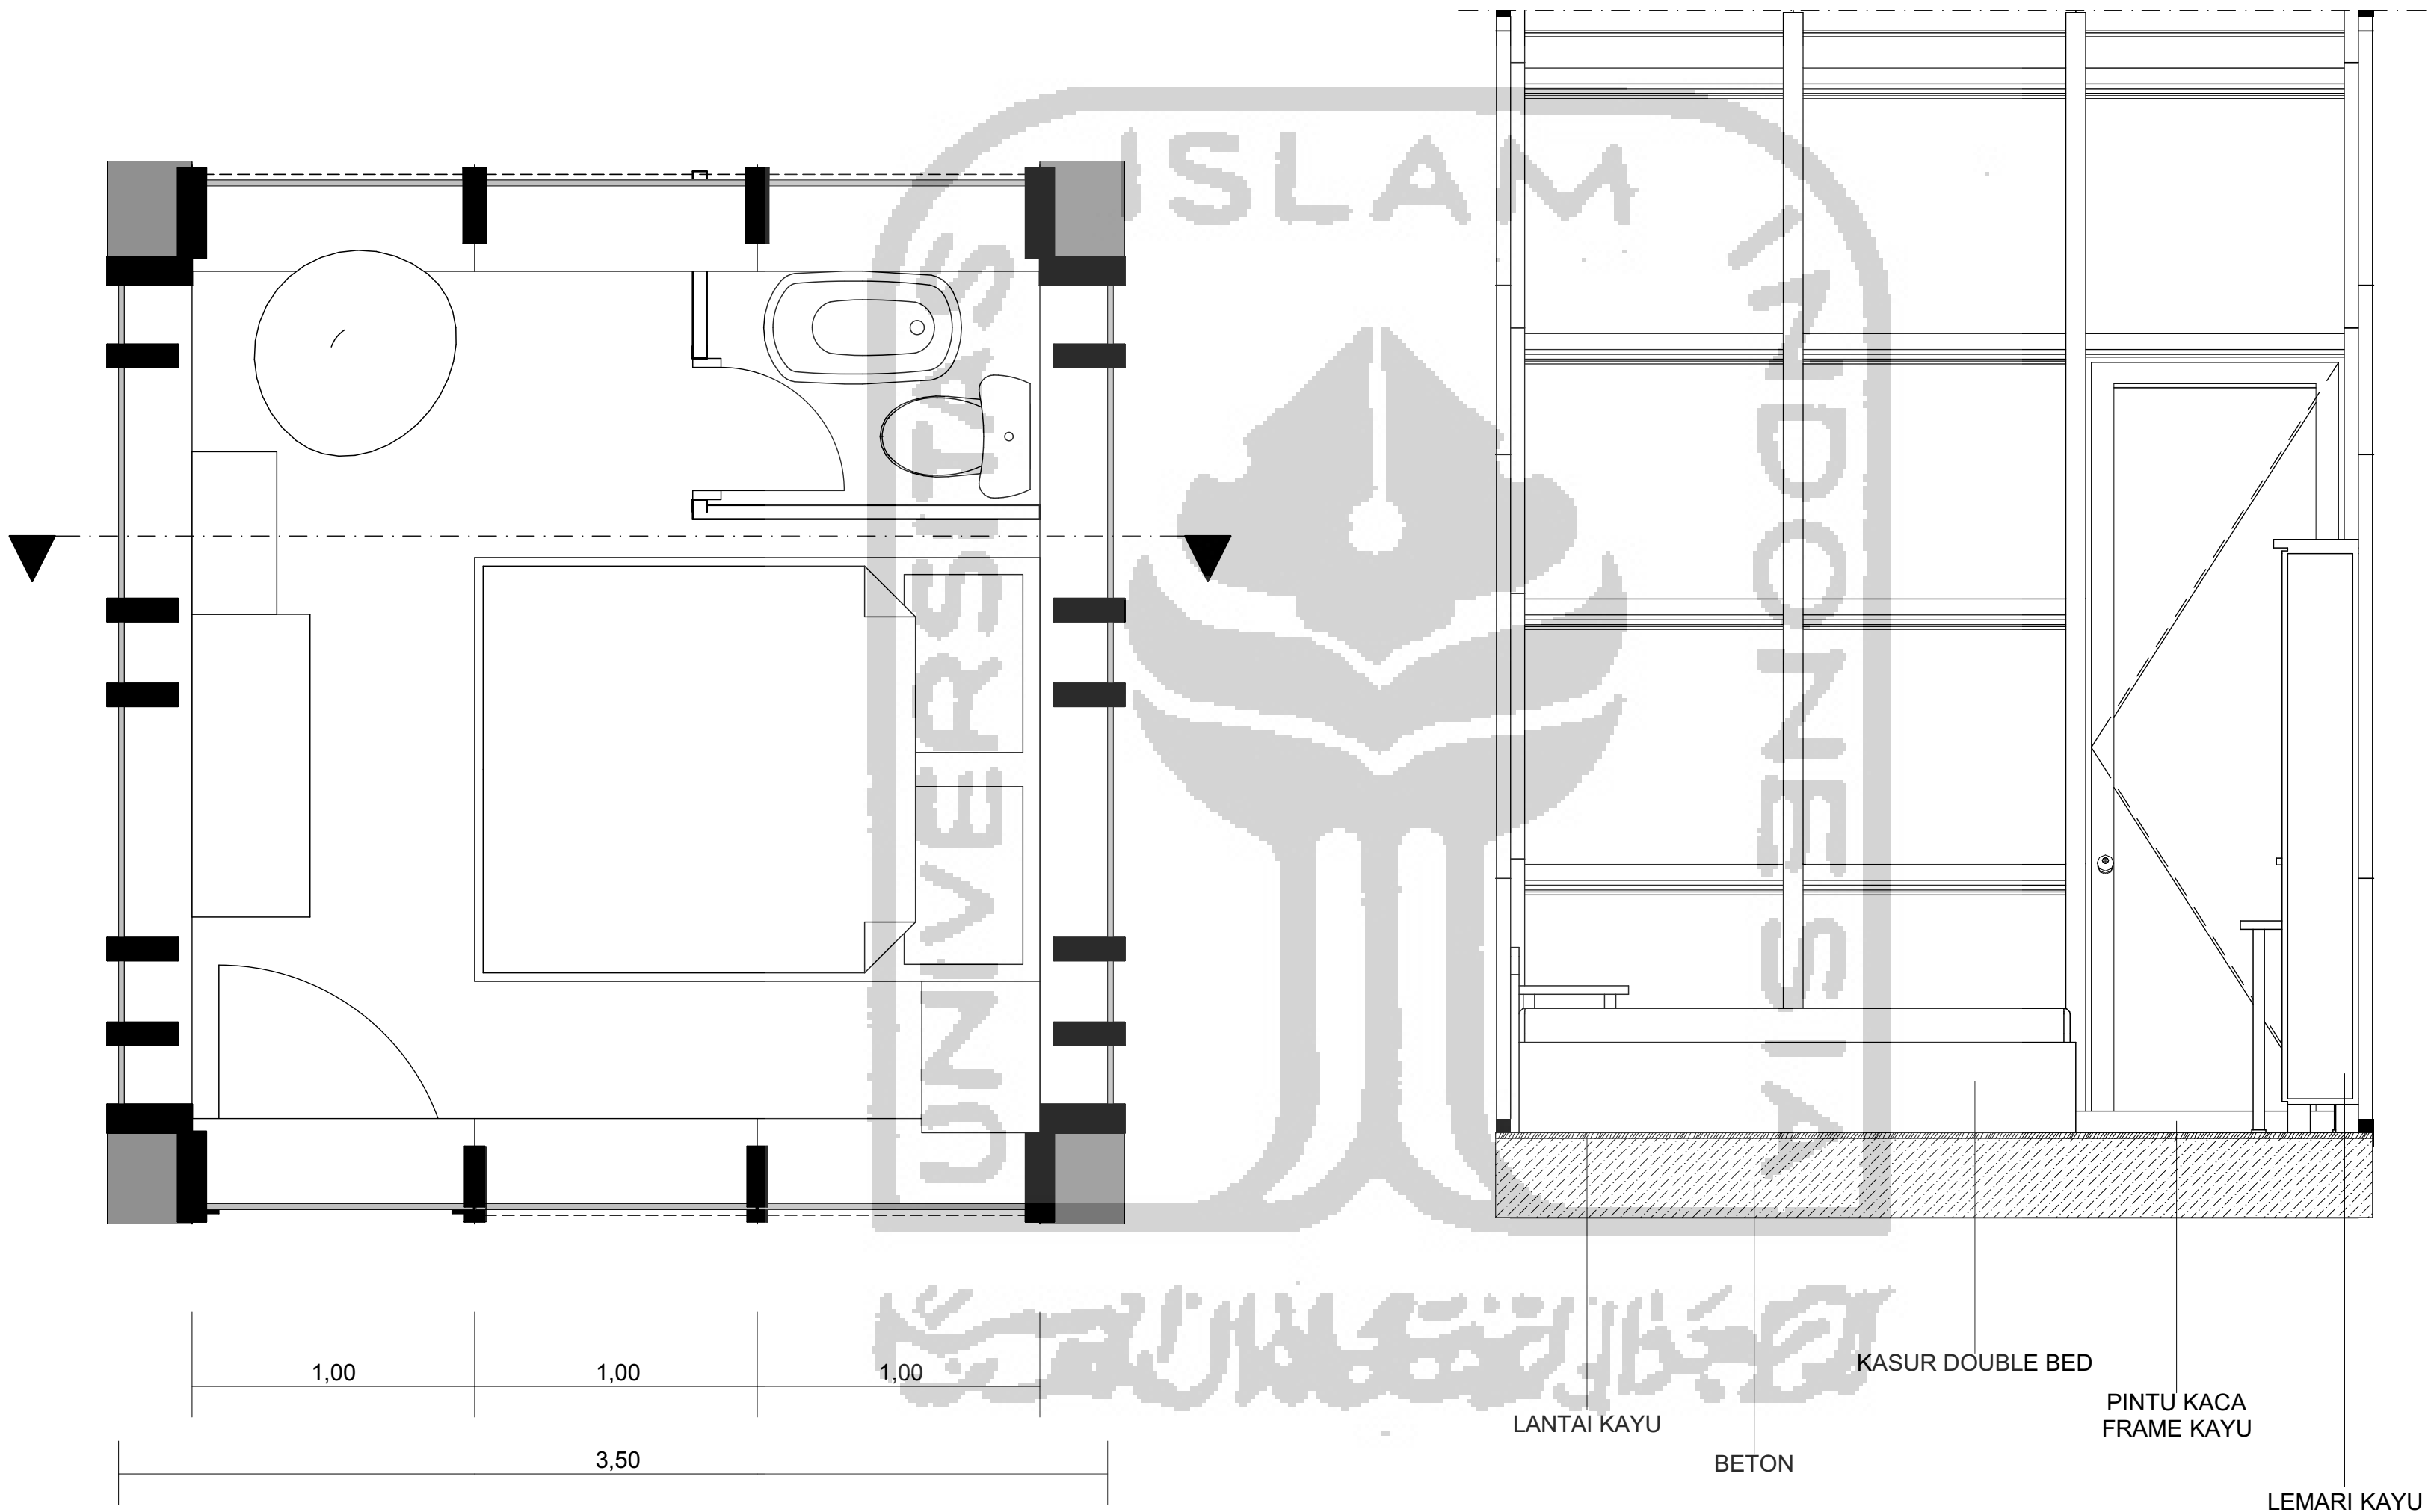 ISLAM
UNIVERSITAS
INDONESIA
1,00
1,00
1,00
3,50
KASUR DOUBLE BED
PINTU KACA
FRAME KAYU
LANTAI KAYU
BETON
LEMARI KAYU